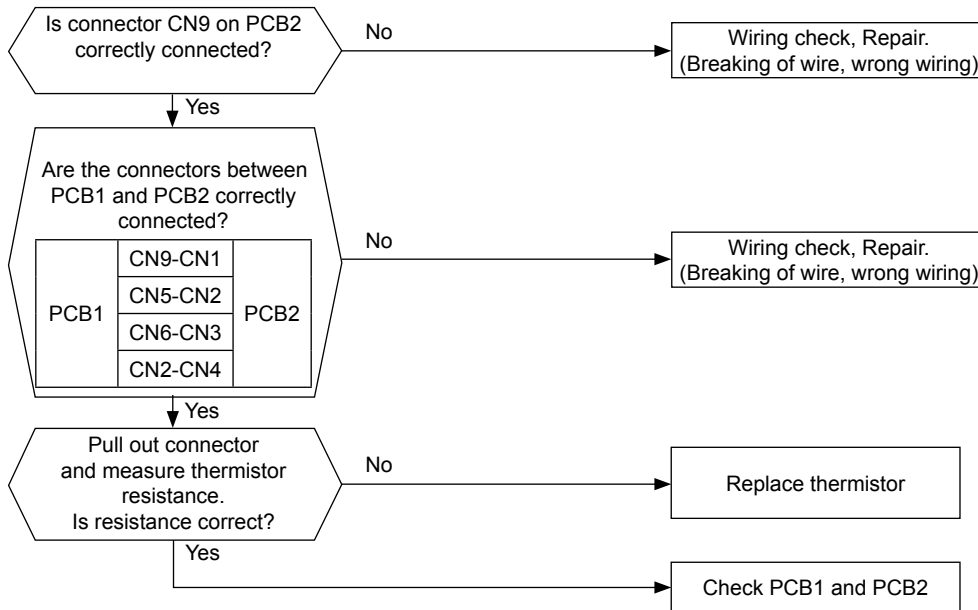 Is connector CN9 on PCB2
correctly connected?
No
Wiring check, Repair.
(Breaking of wire, wrong wiring)
Yes
Are the connectors between
PCB1 and PCB2 correctly
connected?
No
Wiring check, Repair.
(Breaking of wire, wrong wiring)
PCB1
CN9-CN1
CN5-CN2
CN6-CN3
CN2-CN4
PCB2
Yes
Pull out connector
and measure thermistor
resistance.
Is resistance correct?
No
Replace thermistor
Yes
Check PCB1 and PCB2